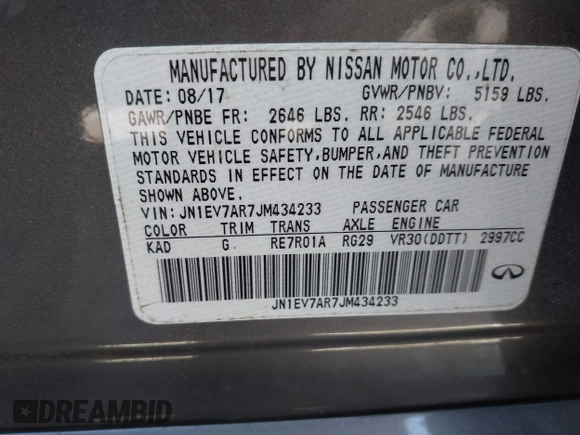 MANUFACTURED BY NISSAN MOTOR CO.,LTD.
DATE: 08/17 GVWR/PNBV: 5159 LBS.
GAWR/PNBE FR: 2646 LBS. RR: 2546 LBS.
THIS VEHICLE CONFORMS TO ALL APPLICABLE FEDERAL
MOTOR VEHICLE SAFETY,BUMPER,AND THEFT PREVENTION
STANDARDS IN EFFECT ON THE DATE OF MANUFACTURE
SHOWN ABOVE.
VIN: JN1EV7AR7JM434233 PASSENGER CAR
COLOR TRIM TRANS AXLE ENGINE
KAD G RE7R01A RG29 VR30(DDTT) 2997CC
JN1EV7AR7JM434233
DREAMBID